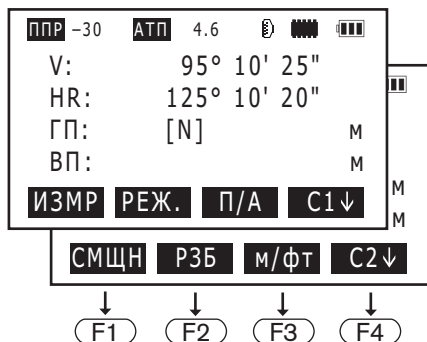 ППР -30 АТП 4.6
V: 95° 10' 25"
HR: 125° 10' 20"
ГП: [N] м
ВП: м
ИЗМР РЕЖ. П/А С1↓
м
м
СМЩН РЗБ м/фт С2↓
F1 F2 F3 F4